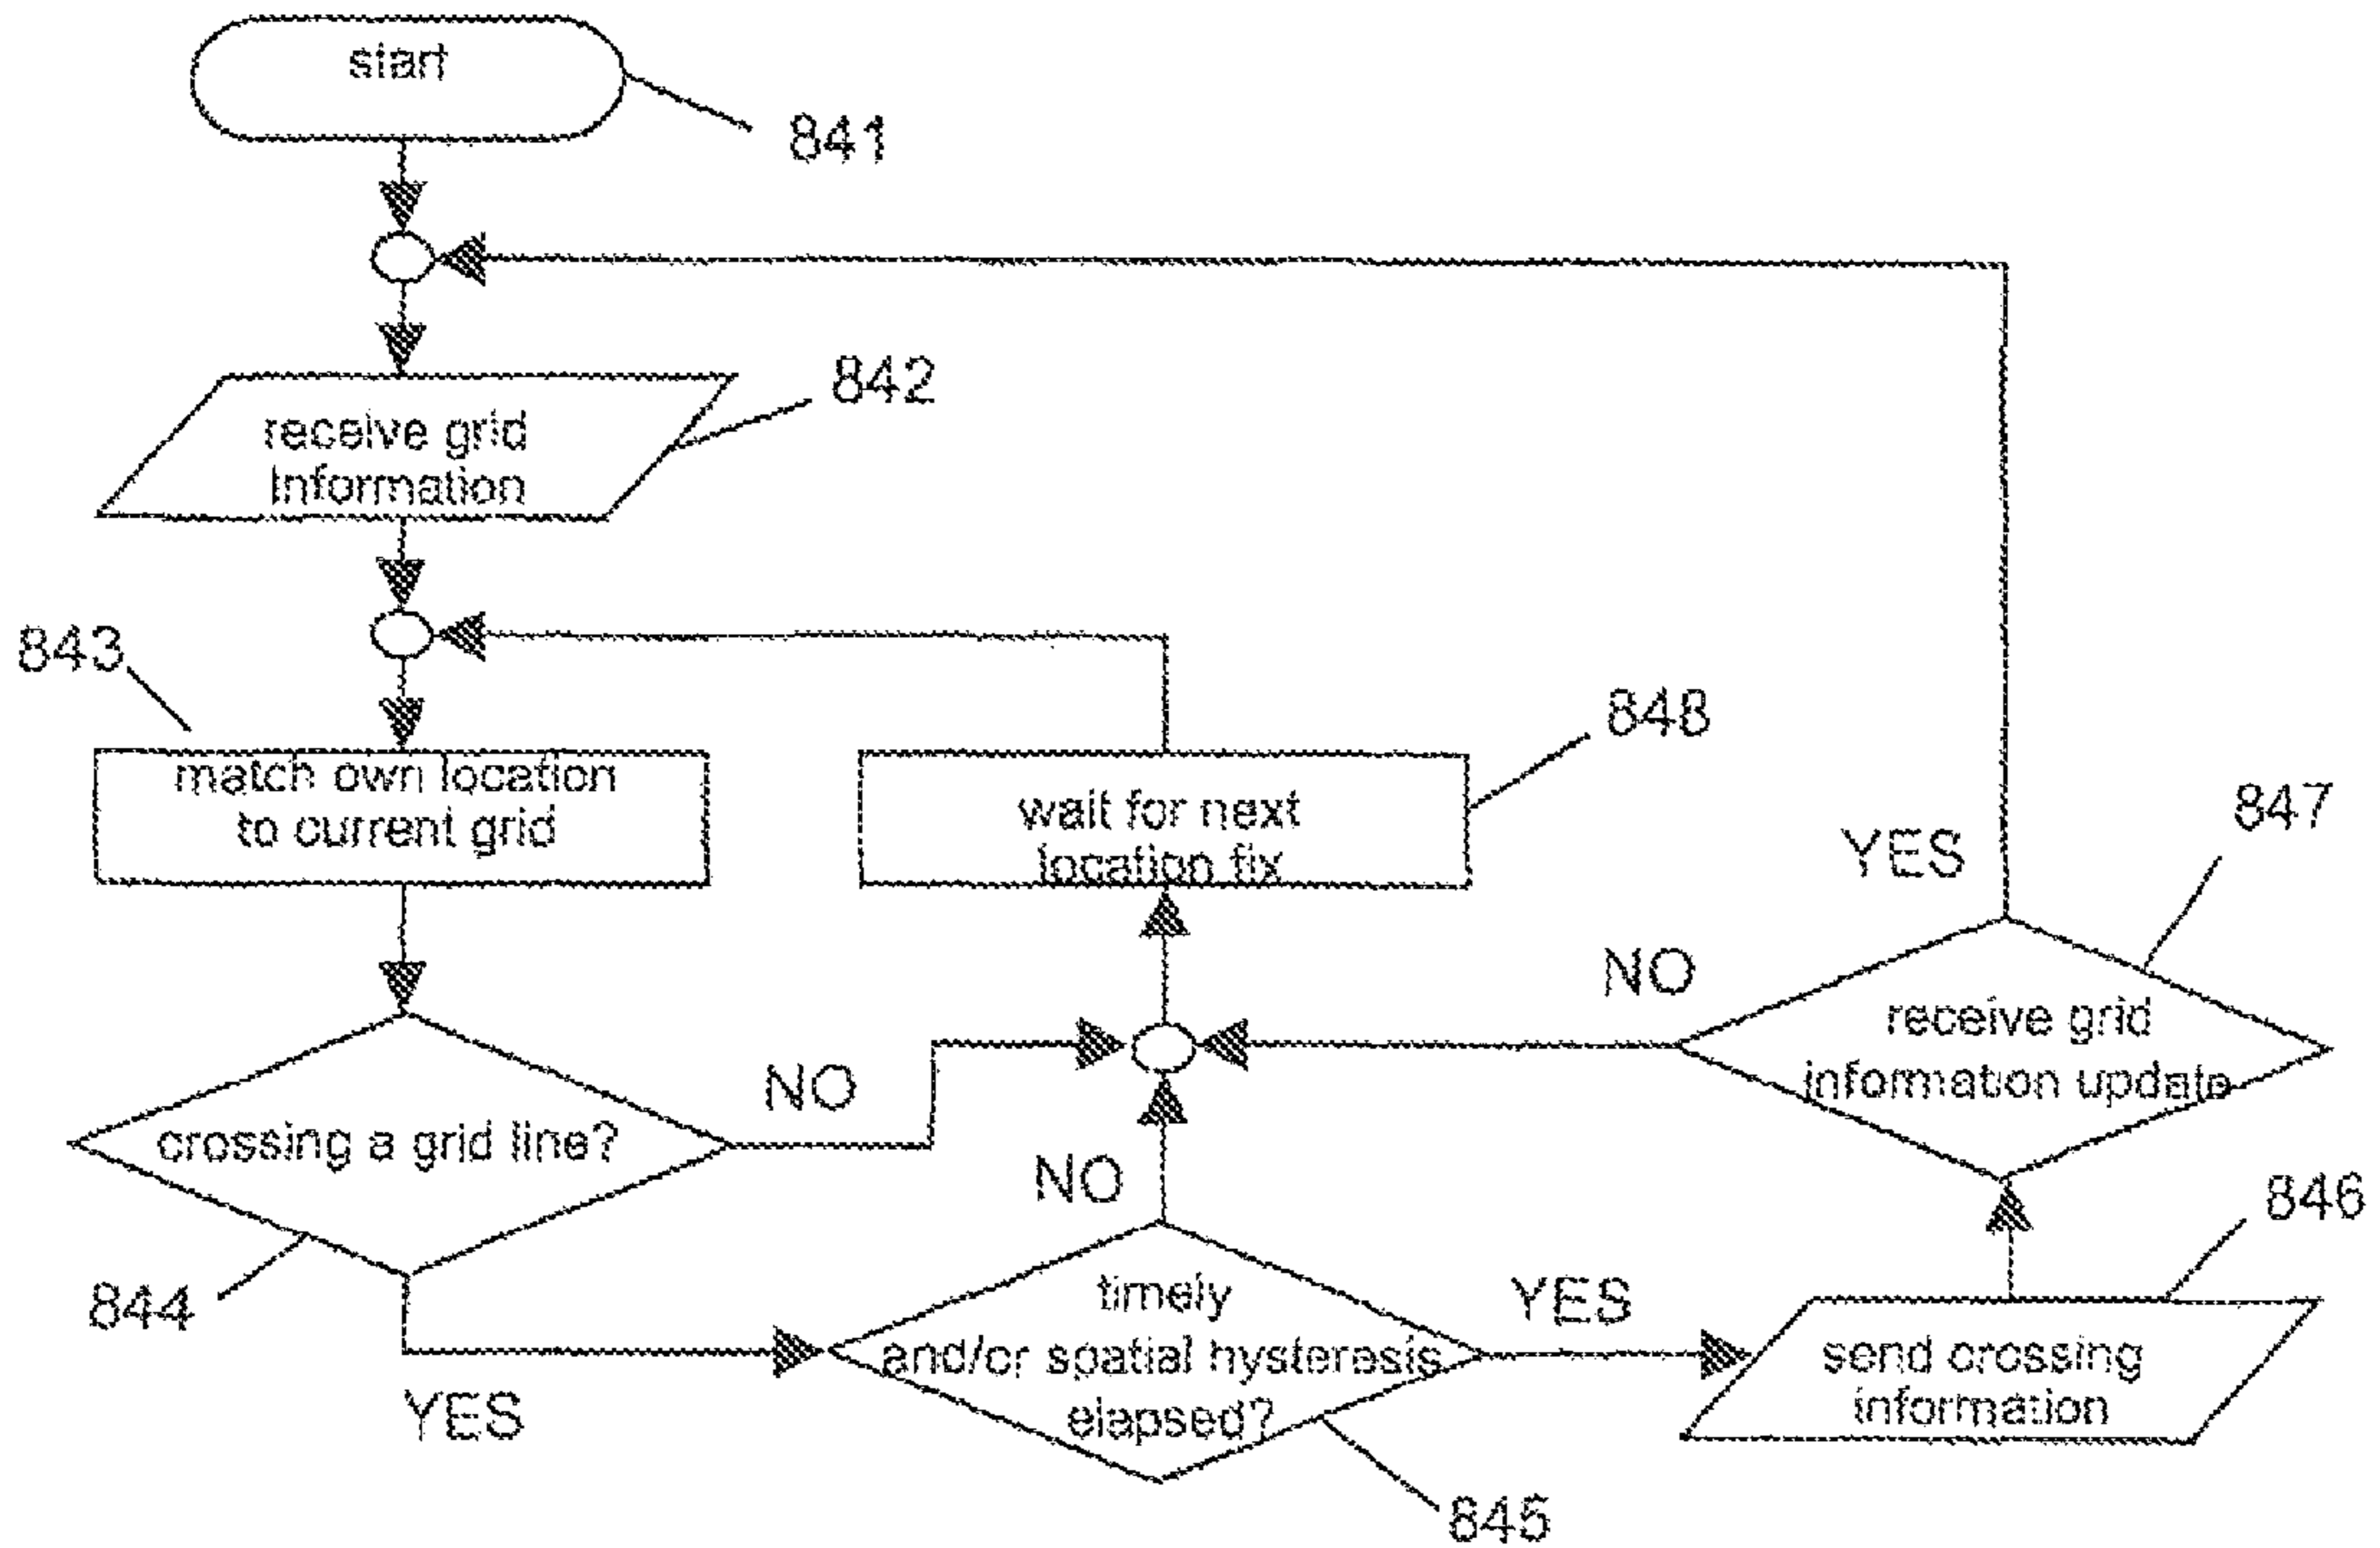 start
841
receive grid
Information
842
843
match own location
to current grid
wait for next
location fix
848
YES
847
NO
receive grid
information update
crossing a grid line?
NO
844
YES
NO
timely
and/or spatial hysteresis
elapsed?
845
YES
send crossing
information
846